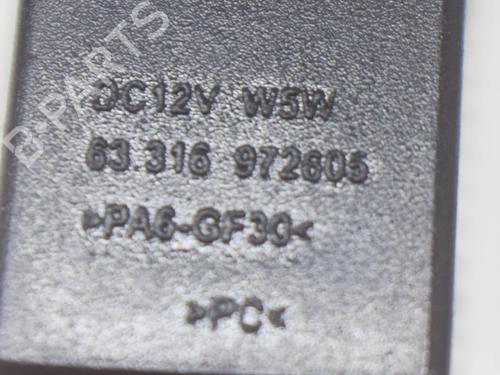 B-PARTS
DC12V W5W
63.316 972605
>PA6-GF30<
>PC<